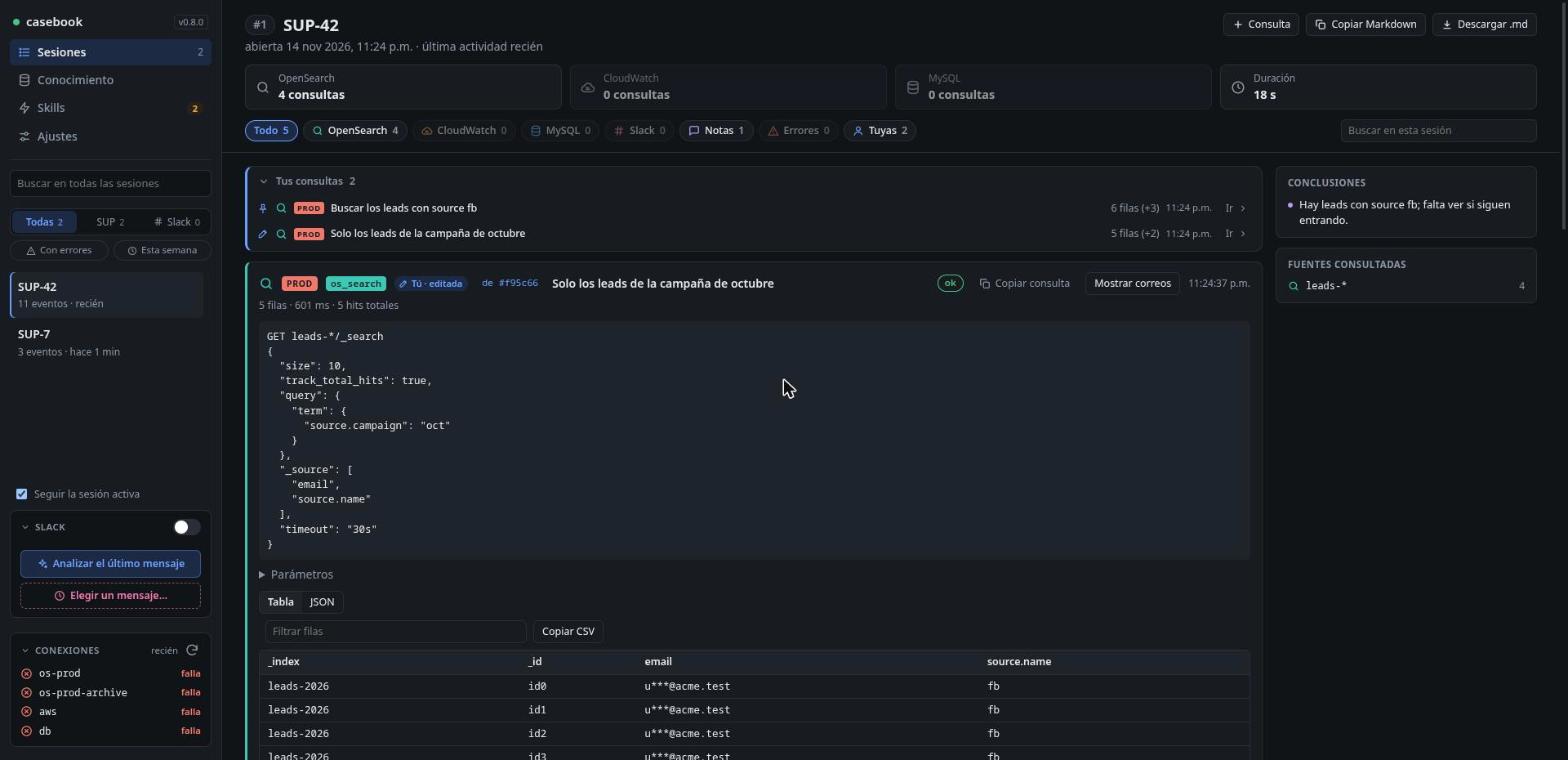 casebook v0.8.0
Sesiones 2
Conocimiento
Skills 2
Ajustes
Buscar en todas las sesiones
Todas 2 SUP 2 # Slack 0
Con errores Esta semana
SUP-42
11 eventos · recién
SUP-7
3 eventos · hace 1 min
Seguir la sesión activa
SLACK
Analizar el último mensaje
Elegir un mensaje...
CONEXIONES recién
os-prod falla
os-prod-archive falla
aws falla
db falla
#1 SUP-42
abierta 14 nov 2026, 11:24 p.m. · última actividad recién
+ Consulta Copiar Markdown Descargar .md
OpenSearch
4 consultas
CloudWatch
0 consultas
MySQL
0 consultas
Duración
18 s
Todo 5 OpenSearch 4 CloudWatch 0 MySQL 0 # Slack 0 Notas 1 Errores 0 Tuyas 2 Buscar en esta sesión
Tus consultas 2
PROD Buscar los leads con source fb 6 filas (+3) 11:24 p.m. Ir
PROD Solo los leads de la campaña de octubre 5 filas (+2) 11:24 p.m. Ir
PROD os_search Tú · editada de #f95c66 Solo los leads de la campaña de octubre ok Copiar consulta Mostrar correos 11:24:37 p.m.
5 filas · 601 ms · 5 hits totales
GET leads-*/_search
{
"size": 10,
"track_total_hits": true,
"query": {
"term": {
"source.campaign": "oct"
}
},
"_source": [
"email",
"source.name"
],
"timeout": "30s"
}
Parámetros
Tabla JSON
Filtrar filas Copiar CSV
_index _id email source.name
leads-2026 id0 u***@acme.test fb
leads-2026 id1 u***@acme.test fb
leads-2026 id2 u***@acme.test fb
leads-2026 id3 u***@acme.test fb
CONCLUSIONES
Hay leads con source fb; falta ver si siguen
entrando.
FUENTES CONSULTADAS
leads-* 4